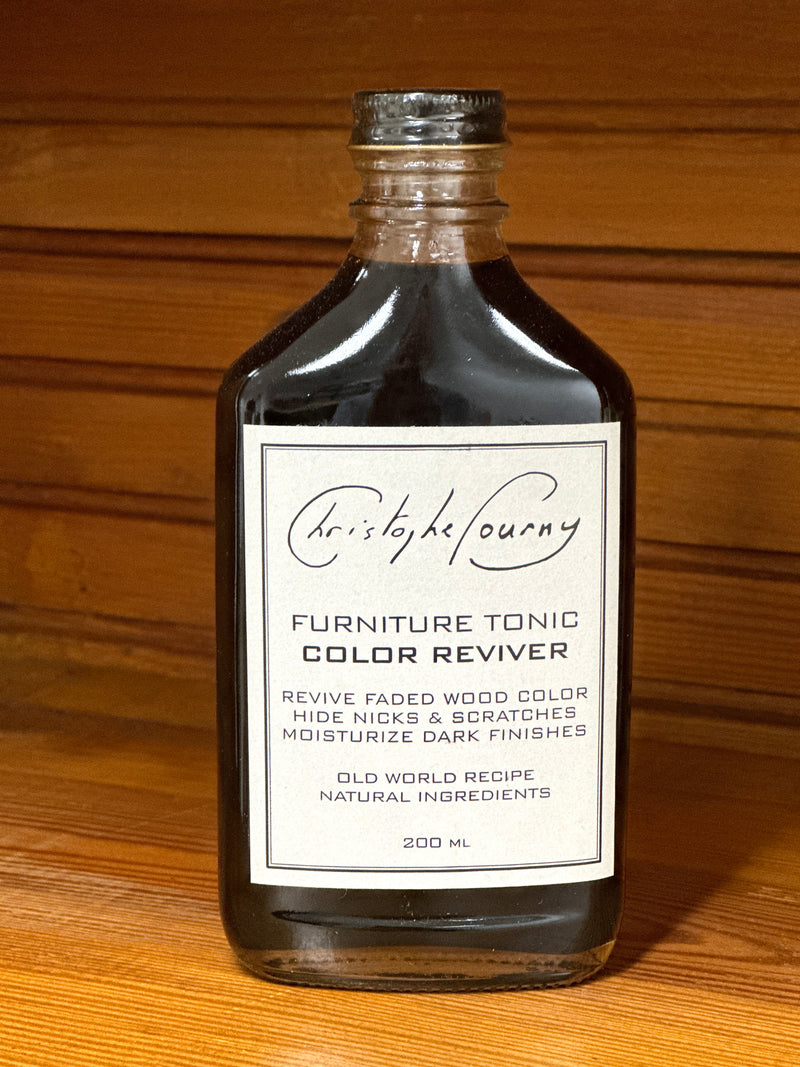 Christophe Pourny
FURNITURE TONIC
COLOR REVIVER
REVIVE FADED WOOD COLOR
HIDE NICKS & SCRATCHES
MOISTURIZE DARK FINISHES
OLD WORLD RECIPE
NATURAL INGREDIENTS
200 ML